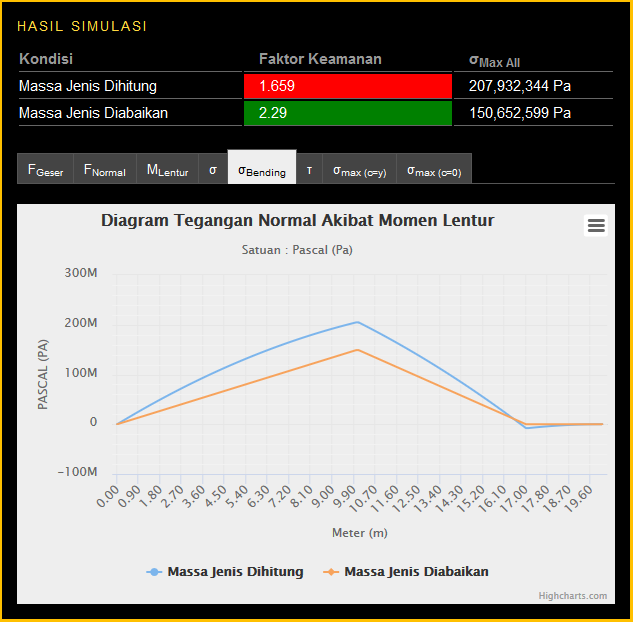 HASIL SIMULASI
Kondisi Faktor Keamanan σMax All
Massa Jenis Dihitung 1.659 207,932,344 Pa
Massa Jenis Diabaikan 2.29 150,652,599 Pa
FGeser FNormal MLentur σ σBending τ σmax (σ=y) σmax (σ=0)
Diagram Tegangan Normal Akibat Momen Lentur
Satuan : Pascal (Pa)
300M
200M
100M
0
-100M
PASCAL (PA)
0.00 0.90 1.80 2.70 3.60 4.50 5.40 6.30 7.20 8.10 9.00 9.90 10.70 11.60 12.50 13.40 14.30 15.20 16.10 17.00 17.80 18.70 19.60
Meter (m)
Massa Jenis Dihitung Massa Jenis Diabaikan
Highcharts.com